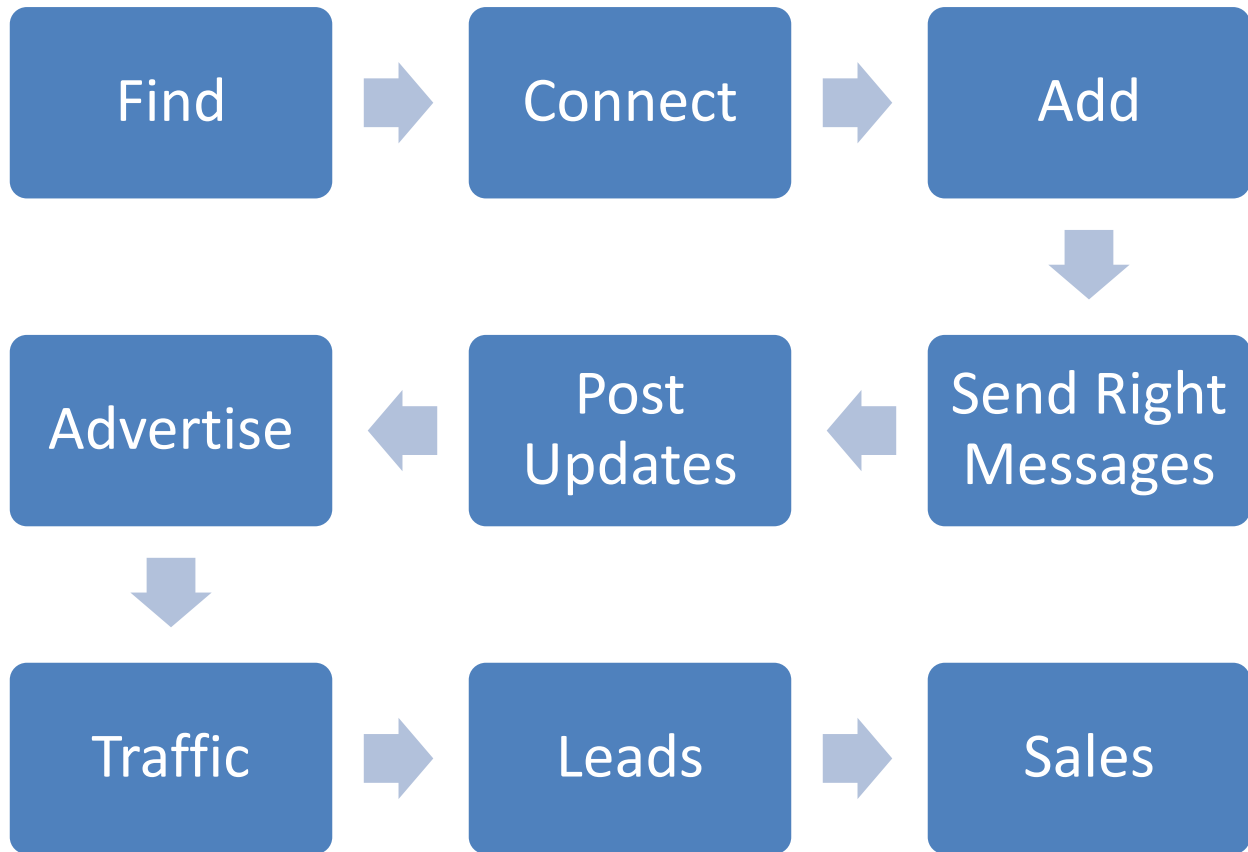 Find
Connect
Add
Send Right
Messages
Post
Updates
Advertise
Traffic
Leads
Sales